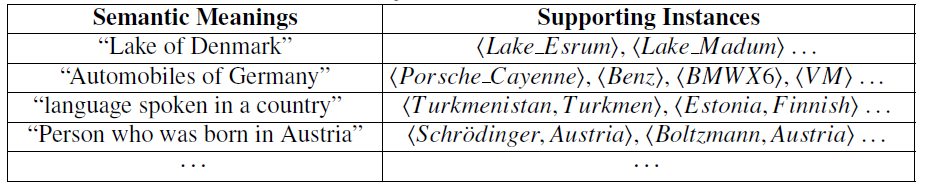 Semantic Meanings Supporting Instances
“Lake of Denmark” ⟨Lake_Esrum⟩, ⟨Lake_Madum⟩ …
“Automobiles of Germany” ⟨Porsche_Cayenne⟩, ⟨Benz⟩, ⟨BMWX6⟩, ⟨VM⟩ …
“language spoken in a country” ⟨Turkmenistan, Turkmen⟩, ⟨Estonia, Finnish⟩ …
“Person who was born in Austria” ⟨Schrödinger, Austria⟩, ⟨Boltzmann, Austria⟩ …
… …